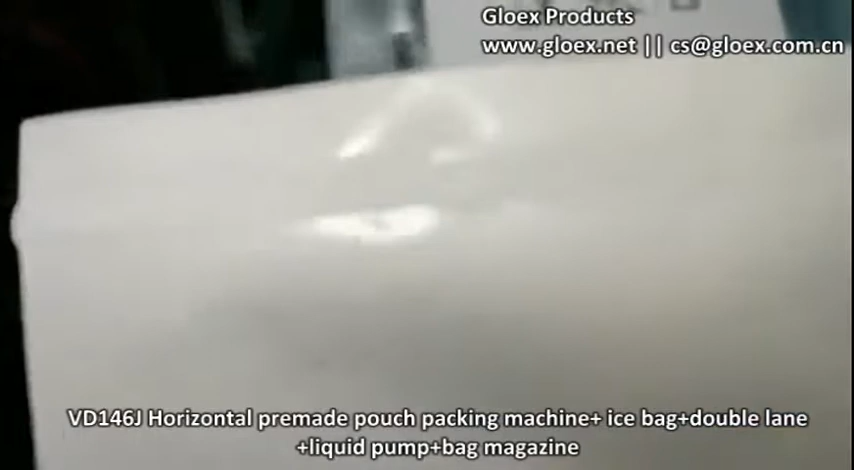 Gloex Products
www.gloex.net || cs@gloex.com.cn
VD146J Horizontal premade pouch packing machine+ ice bag+double lane
+liquid pump+bag magazine